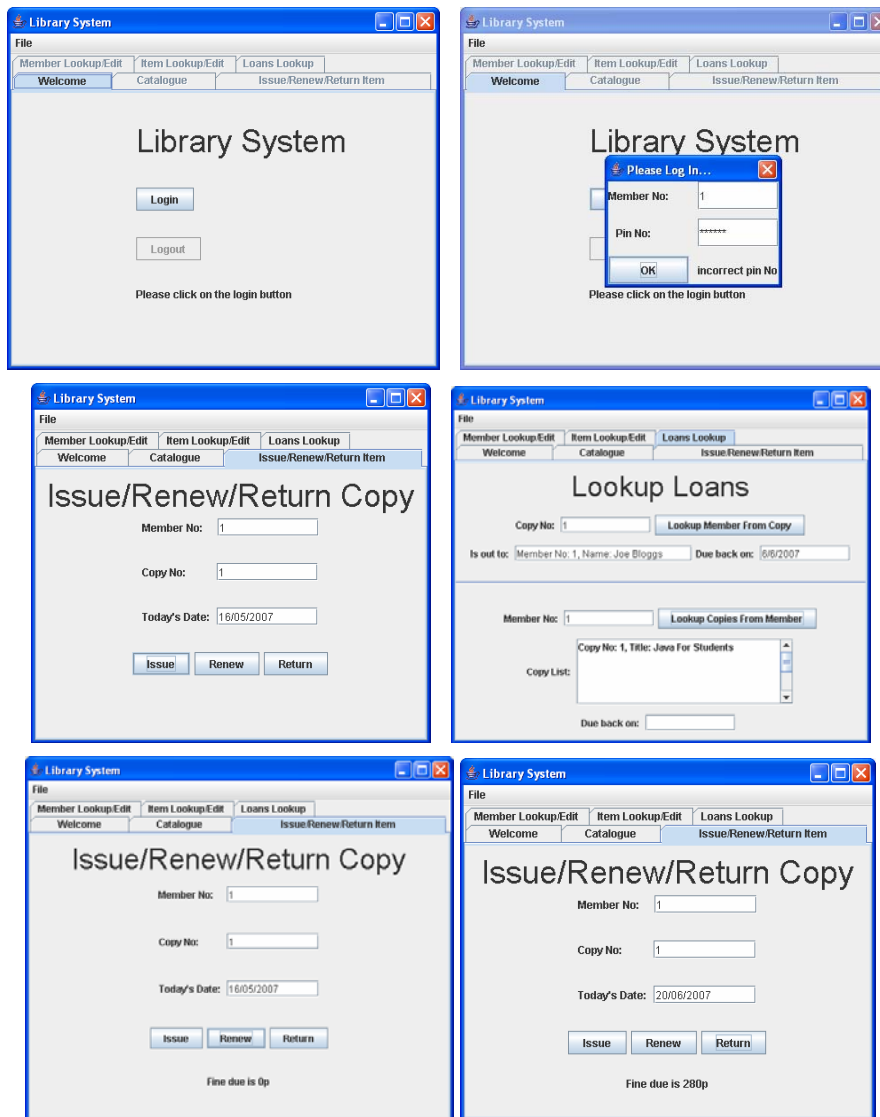 Library System
File
Member Lookup/Edit Item Lookup/Edit Loans Lookup
Welcome Catalogue Issue/Renew/Return Item
Library System
Login
Logout
Please click on the login button
Library System
File
Member Lookup/Edit Item Lookup/Edit Loans Lookup
Welcome Catalogue Issue/Renew/Return Item
Library System
Please Log In...
Member No: 1
Pin No: ******
OK incorrect pin No
Please click on the login button
Library System
File
Member Lookup/Edit Item Lookup/Edit Loans Lookup
Welcome Catalogue Issue/Renew/Return Item
Issue/Renew/Return Copy
Member No: 1
Copy No: 1
Today's Date: 16/05/2007
Issue Renew Return
Library System
File
Member Lookup/Edit Item Lookup/Edit Loans Lookup
Welcome Catalogue Issue/Renew/Return Item
Lookup Loans
Copy No: 1 Lookup Member From Copy
Is out to: Member No: 1, Name: Joe Bloggs Due back on: 6/6/2007
Member No: 1 Lookup Copies From Member
Copy No: 1, Title: Java For Students
Copy List:
Due back on:
Library System
File
Member Lookup/Edit Item Lookup/Edit Loans Lookup
Welcome Catalogue Issue/Renew/Return Item
Issue/Renew/Return Copy
Member No: 1
Copy No: 1
Today's Date: 16/05/2007
Issue Renew Return
Fine due is 0p
Library System
File
Member Lookup/Edit Item Lookup/Edit Loans Lookup
Welcome Catalogue Issue/Renew/Return Item
Issue/Renew/Return Copy
Member No: 1
Copy No: 1
Today's Date: 20/06/2007
Issue Renew Return
Fine due is 280p